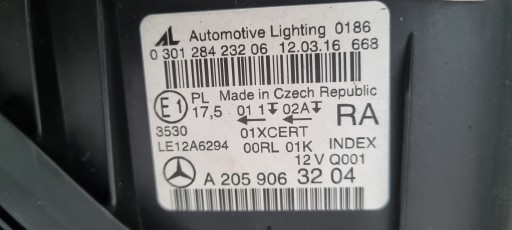 AL Automotive Lighting 0186
0 301 284 232 06 12.03.16 668
E1 PL Made in Czech Republic
17,5 01 1 02A RA
3530 01XCERT
LE12A6294 00RL 01K INDEX
12 V Q001
A 205 906 32 04